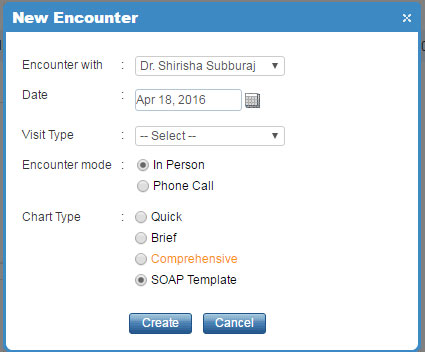 New Encounter
Encounter with : Dr. Shirisha Subburaj
Date : Apr 18, 2016
Visit Type : -- Select --
Encounter mode : In Person
Phone Call
Chart Type : Quick
Brief
Comprehensive
SOAP Template
Create Cancel